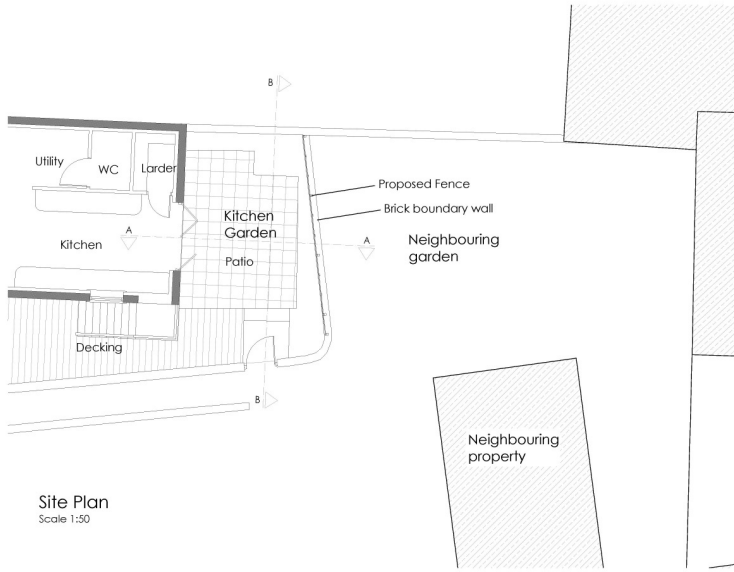 B
Utility
WC
Larder
Proposed Fence
Brick boundary wall
Kitchen
Garden
A
A
Neighbouring
garden
Kitchen
Patio
Decking
B
Neighbouring
property
Site Plan
Scale 1:50